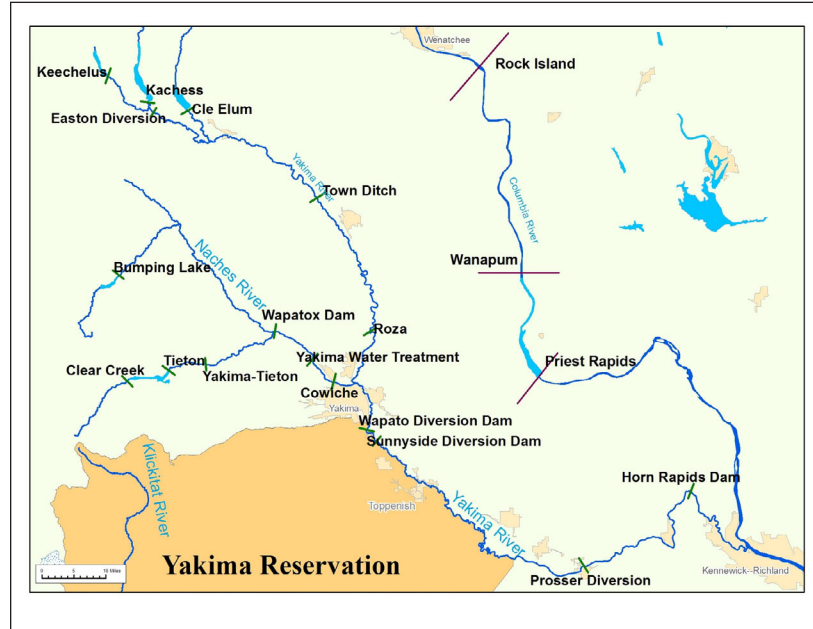 Wenatchee
Rock Island
Keechelus
Kachess
Cle Elum
Easton Diversion
Yakima River
Town Ditch
Columbia River
Wanapum
Bumping Lake
Naches River
Wapatox Dam
Roza
Yakima Water Treatment
Priest Rapids
Clear Creek
Tieton
Yakima-Tieton
Cowiche
Yakima
Wapato Diversion Dam
Sunnyside Diversion Dam
Klickitat River
Horn Rapids Dam
Toppenish
Yakima River
Yakima Reservation
Prosser Diversion
Kennewick--Richland
0 5 10 Miles